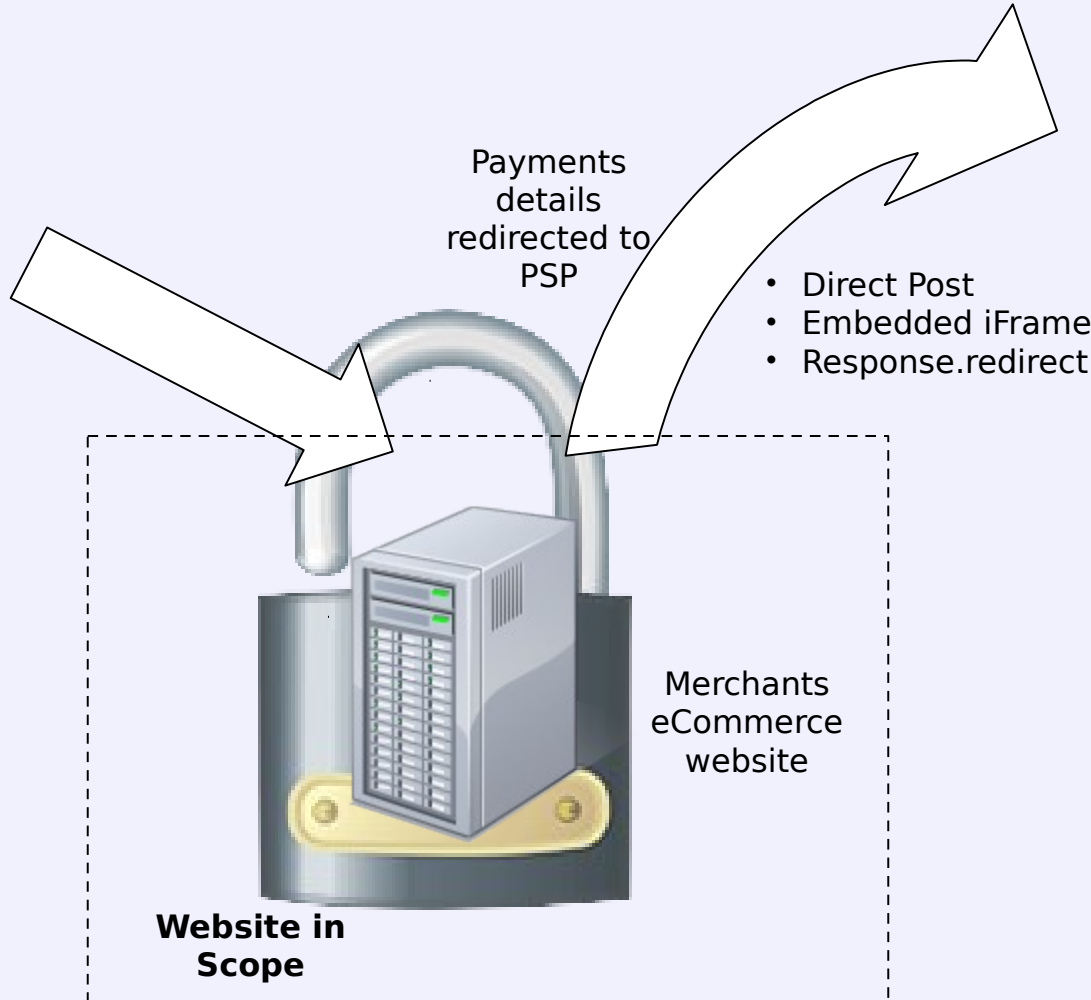 Payments
details
redirected to
PSP
• Direct Post
• Embedded iFrame
• Response.redirect
Merchants
eCommerce
website
Website in
Scope